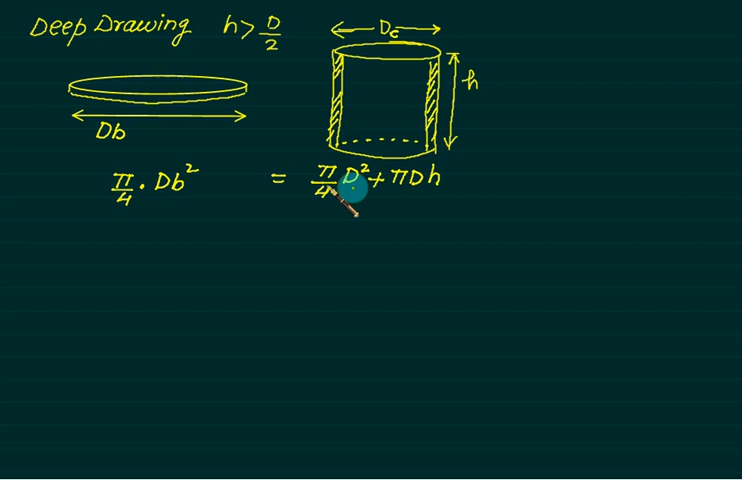 Deep Drawing h > D/2
Dc
h
Db
π/4 · Db² = π/4 D² + πDh